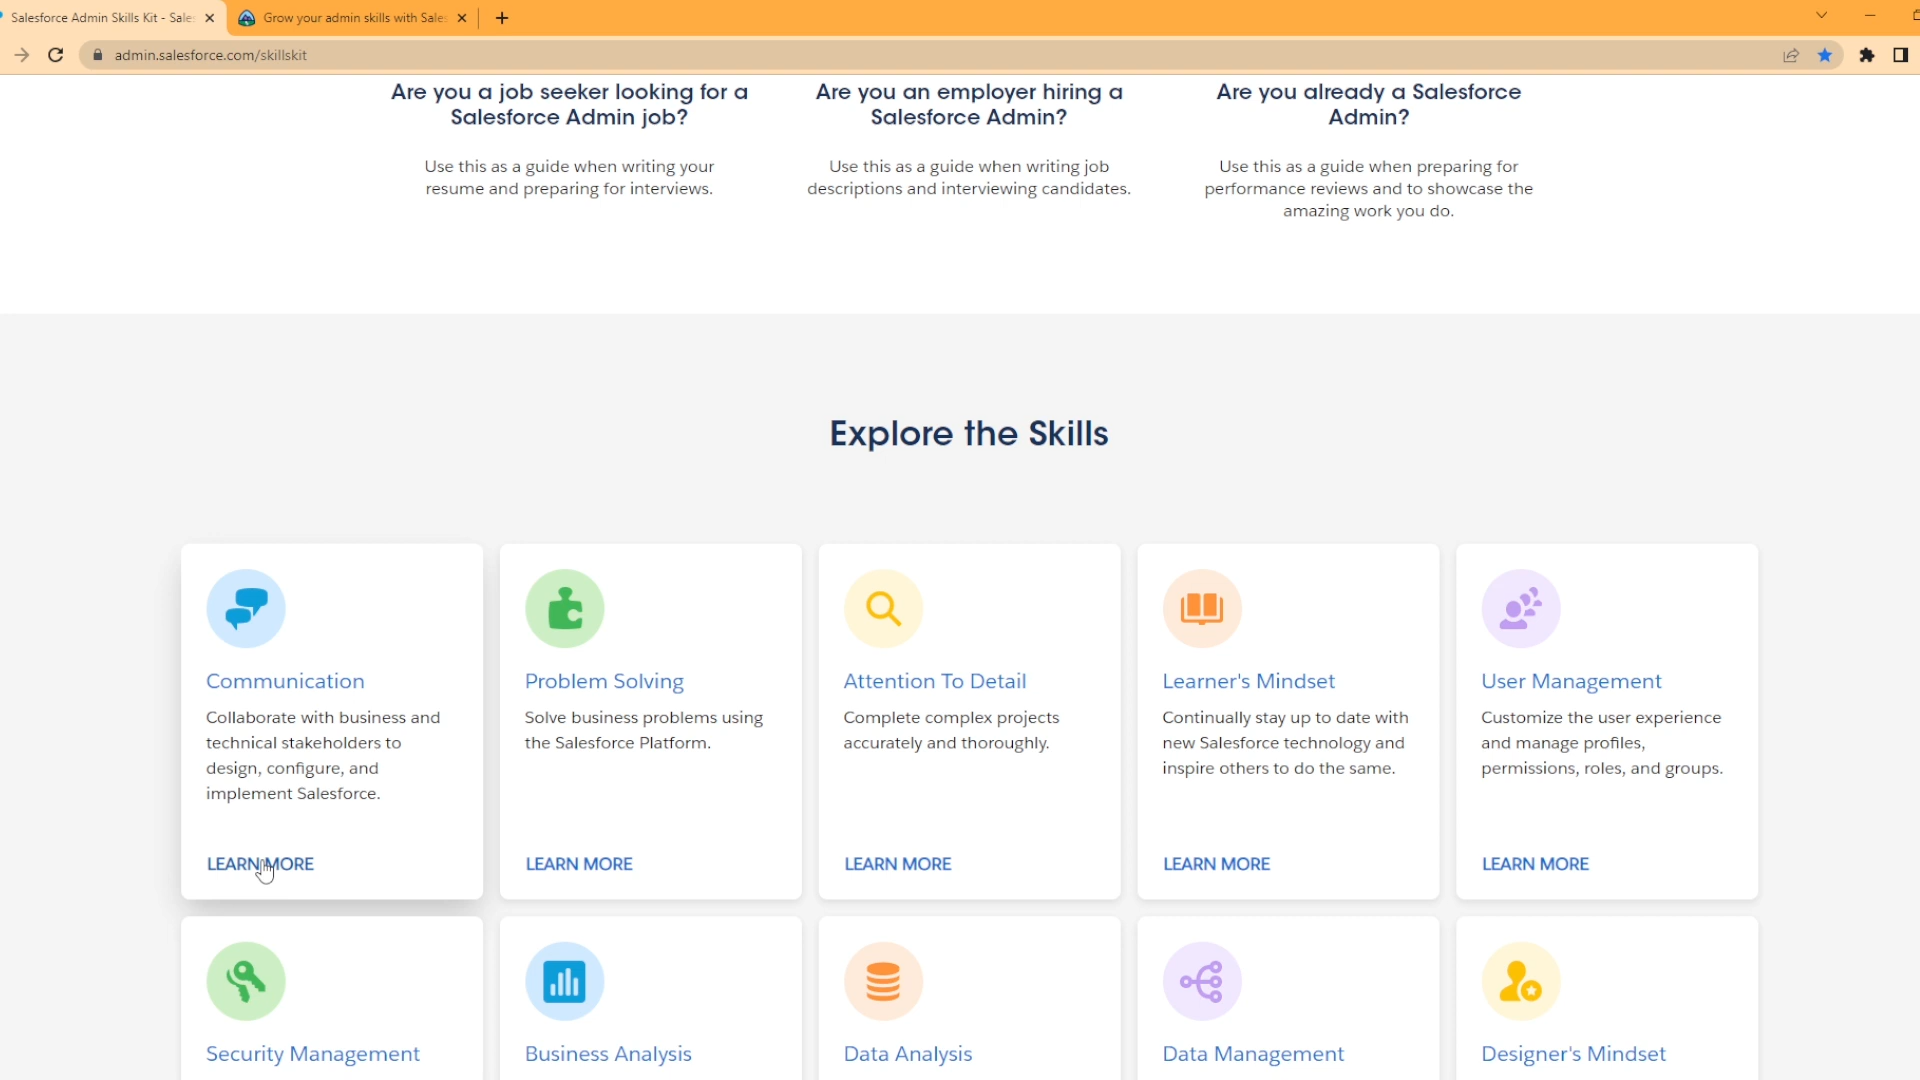 Salesforce Admin Skills Kit - Sale
Grow your admin skills with Sale
admin.salesforce.com/skillskit
Are you a job seeker looking for a
Salesforce Admin job?
Use this as a guide when writing your
resume and preparing for interviews.
Are you an employer hiring a
Salesforce Admin?
Use this as a guide when writing job
descriptions and interviewing candidates.
Are you already a Salesforce
Admin?
Use this as a guide when preparing for
performance reviews and to showcase the
amazing work you do.
Explore the Skills
Communication
Collaborate with business and
technical stakeholders to
design, configure, and
implement Salesforce.
LEARN MORE
Problem Solving
Solve business problems using
the Salesforce Platform.
LEARN MORE
Attention To Detail
Complete complex projects
accurately and thoroughly.
LEARN MORE
Learner's Mindset
Continually stay up to date with
new Salesforce technology and
inspire others to do the same.
LEARN MORE
User Management
Customize the user experience
and manage profiles,
permissions, roles, and groups.
LEARN MORE
Security Management
Business Analysis
Data Analysis
Data Management
Designer's Mindset